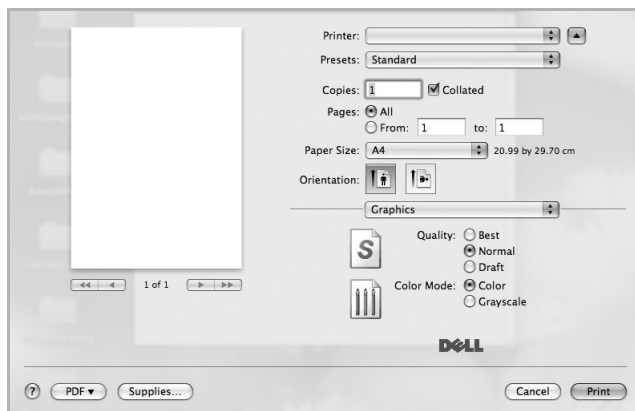 Printer:
Presets: Standard
Copies: 1 Collated
Pages: All
From: 1 to: 1
Paper Size: A4 20.99 by 29.70 cm
Orientation:
Graphics
S Quality: Best
Normal
Draft
1 of 1
Color Mode: Color
Grayscale
DELL
? PDF Supplies... Cancel Print